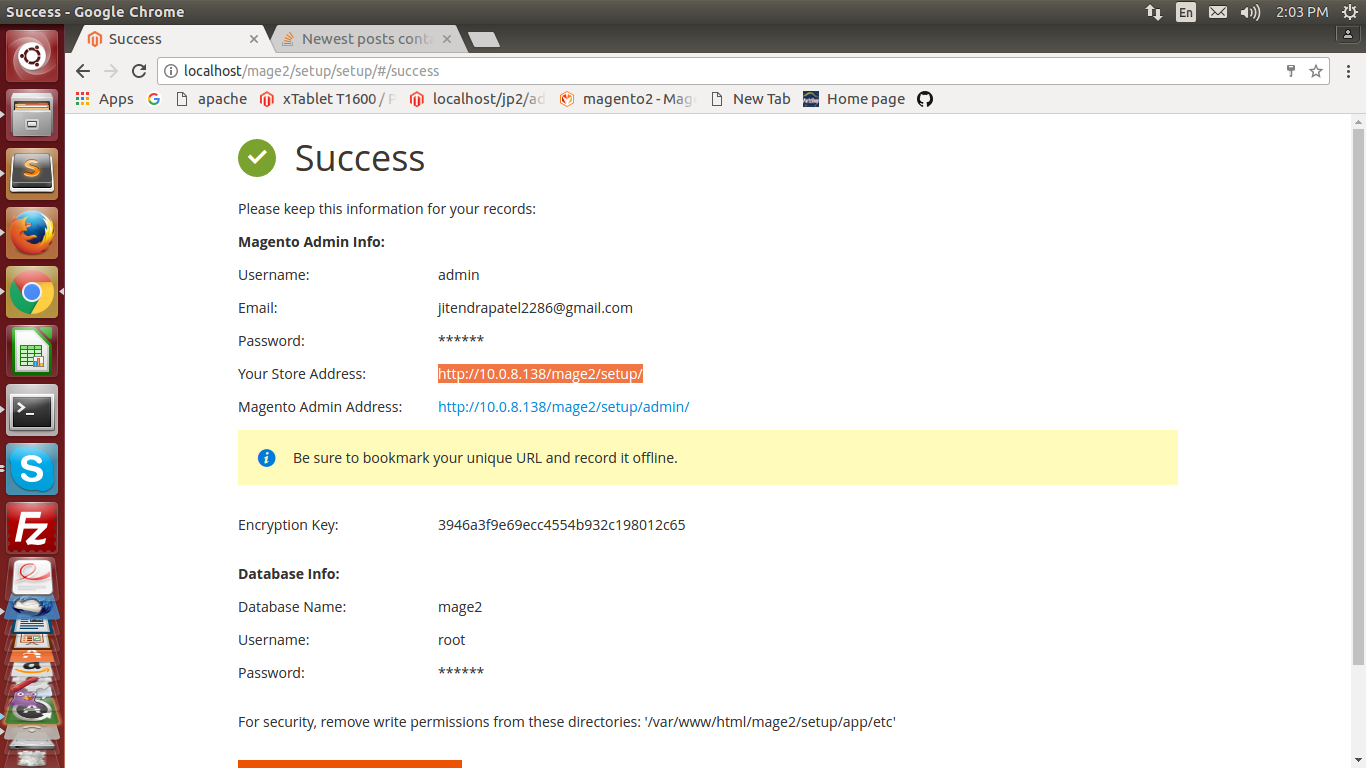 Success - Google Chrome
En
2:03 PM
Success
Newest posts cont
localhost/mage2/setup/setup/#/success
Apps
apache
xTablet T1600 / P
localhost/jp2/ad
magento2 - Mag
New Tab
Home page
Success
Please keep this information for your records:
Magento Admin Info:
Username: admin
Email: jitendrapatel2286@gmail.com
Password: ******
Your Store Address: http://10.0.8.138/mage2/setup/
Magento Admin Address: http://10.0.8.138/mage2/setup/admin/
Be sure to bookmark your unique URL and record it offline.
Encryption Key: 3946a3f9e69ecc4554b932c198012c65
Database Info:
Database Name: mage2
Username: root
Password: ******
For security, remove write permissions from these directories: '/var/www/html/mage2/setup/app/etc'